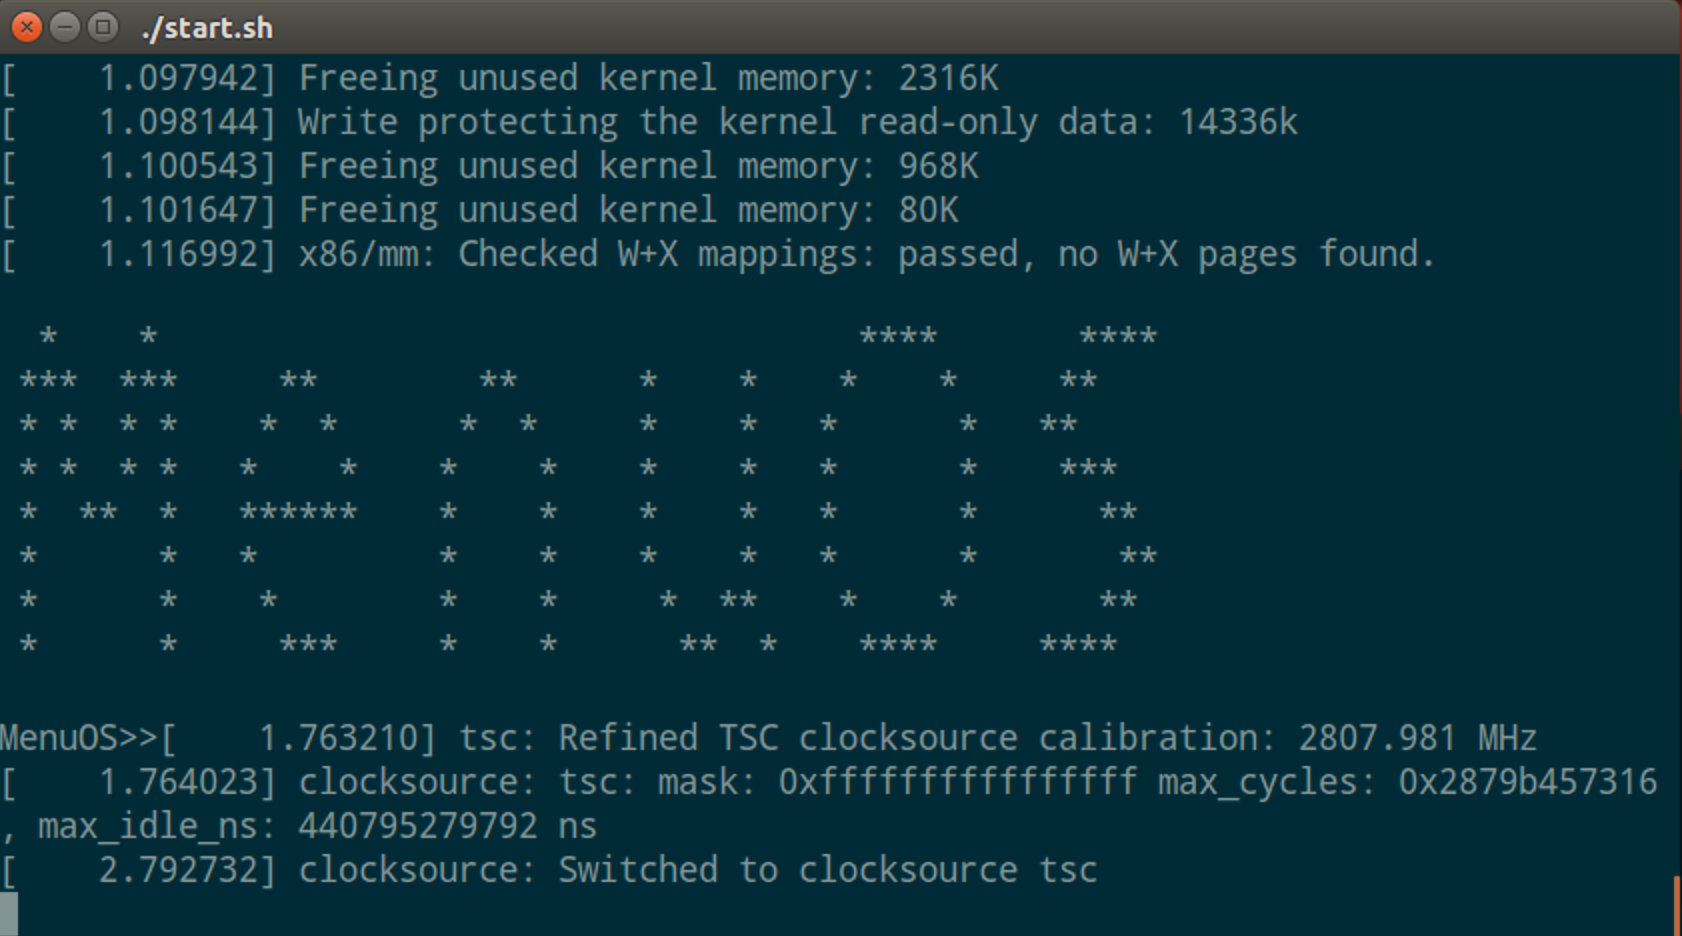 ./start.sh
[    1.097942] Freeing unused kernel memory: 2316K
[    1.098144] Write protecting the kernel read-only data: 14336k
[    1.100543] Freeing unused kernel memory: 968K
[    1.101647] Freeing unused kernel memory: 80K
[    1.116992] x86/mm: Checked W+X mappings: passed, no W+X pages found.
  *    *                                   ****       ****
 ***  ***     **        **      *    *    *    *     **
 * *  * *    *  *      *  *     *    *   *      *   **
 * *  * *   *    *    *    *    *    *   *      *    ***
 *  **  *   ******    *    *    *    *   *      *      **
 *      *   *         *    *    *    *   *      *       **
 *      *    *        *    *     *  **    *    *       **
 *      *     ***     *    *      **  *   ****     ****
MenuOS>>[    1.763210] tsc: Refined TSC clocksource calibration: 2807.981 MHz
[    1.764023] clocksource: tsc: mask: 0xffffffffffffffff max_cycles: 0x2879b457316
, max_idle_ns: 440795279792 ns
[    2.792732] clocksource: Switched to clocksource tsc